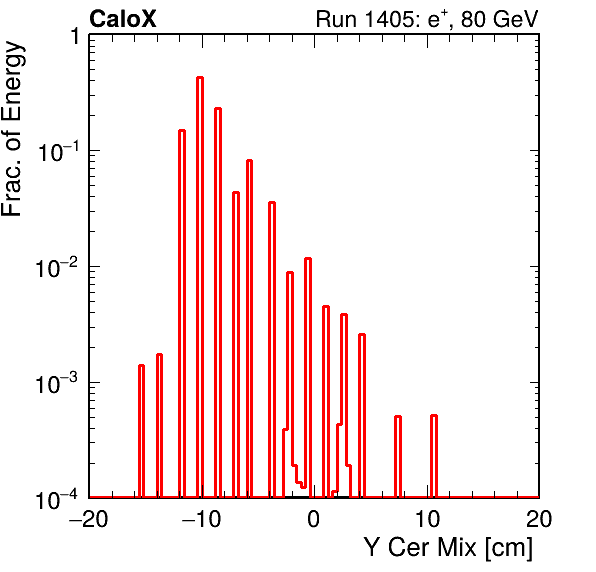 CaloX
Run 1405: e⁺, 80 GeV
Frac. of Energy
1
10⁻¹
10⁻²
10⁻³
10⁻⁴
−20
−10
0
10
20
Y Cer Mix [cm]